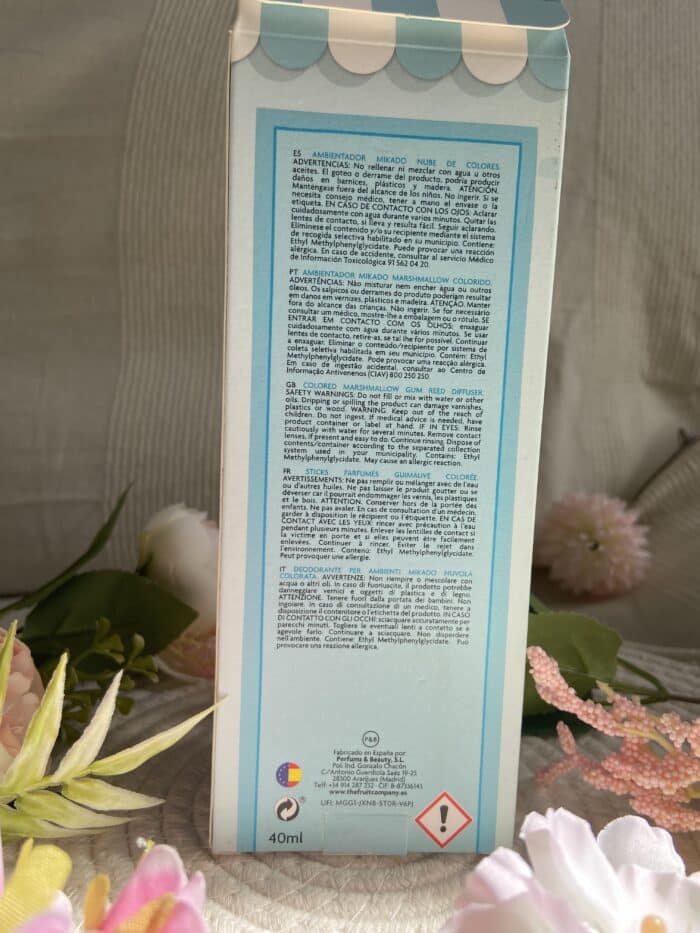 ES AMBIENTADOR MIKADO NUBE DE COLORES.
ADVERTENCIAS: No rellenar ni mezclar con agua u otros
aceites. El goteo o derrame del producto, podría producir
daños en barnices, plásticos y madera. ATENCIÓN.
Manténgase fuera del alcance de los niños. No ingerir. Si se
necesita consejo médico, tener a mano el envase o la
etiqueta. EN CASO DE CONTACTO CON LOS OJOS: Aclarar
cuidadosamente con agua durante varios minutos. Quitar las
lentes de contacto, si lleva y resulta fácil. Seguir aclarando.
Elimínese el contenido y/o su recipiente mediante el sistema
de recogida selectiva habilitado en su municipio. Contiene:
Ethyl Methylphenylglycidate. Puede provocar una reacción
alérgica. En caso de accidente, consultar al servicio Médico
de Información Toxicológica 91 562 04 20.
PT AMBIENTADOR MIKADO MARSHMALLOW COLORIDO.
ADVERTÊNCIAS: Não misturar nem encher água ou outros
óleos. Os salpicos ou derrames do produto poderiam resultar
em danos em vernizes, plásticos e madeira. ATENÇÃO. Manter
fora do alcance das crianças. Não ingerir. Se for necessário
consultar um médico, mostre-lhe a embalagem ou o rótulo. SE
ENTRAR EM CONTACTO COM OS OLHOS: enxaguar
cuidadosamente com água durante vários minutos. Se usar
lentes de contacto, retire-as, se tal lhe for possível. Continuar
a enxaguar. Eliminar o conteúdo/recipiente por sistema de
coleta seletiva habilitada em seu município. Contém: Ethyl
Methylphenylglycidate. Pode provocar uma reacção alérgica.
Em caso de ingestão acidental, consultar ao Centro de
Informação Antivenenos (CIAV) 800 250 250.
GB COLORED MARSHMALLOW GUM REED DIFFUSER.
SAFETY WARNINGS: Do not fill or mix with water or other
oils. Dripping or spilling the product can damage varnishes,
plastics or wood. WARNING. Keep out of the reach of
children. Do not ingest. If medical advice is needed, have
product container or label at hand. IF IN EYES: Rinse
cautiously with water for several minutes. Remove contact
lenses, if present and easy to do. Continue rinsing. Dispose of
contents/container according to the separated collection
system used in your municipality. Contains: Ethyl
Methylphenylglycidate. May cause an allergic reaction.
FR STICKS PARFUMÉS GUIMAUVE COLORÉE.
AVERTISSEMENTS: Ne pas remplir ou mélanger avec de l'eau
ou d'autres huiles. Ne pas laisser le produit goutter ou se
déverser car il pourrait endommager les vernis, les plastiques
et le bois. ATTENTION. Conserver hors de la portée des
enfants. Ne pas avaler. En cas de consultation d'un médecin,
garder à disposition le récipient ou l'étiquette. EN CAS DE
CONTACT AVEC LES YEUX: rincer avec précaution à l'eau
pendant plusieurs minutes. Enlever les lentilles de contact si
la victime en porte et si elles peuvent être facilement
enlevées. Continuer à rincer. Éviter le rejet dans
l'environnement. Contenú: Ethyl Methylphenylglycidate.
Peut provoquer une allergie.
IT DEODORANTE PER AMBIENTI MIKADO NUVOLA
COLORATA. AVVERTENZE: Non riempire o mescolare con
acqua o altri oli. In caso di fuoriuscite, il prodotto potrebbe
danneggiare vernici e oggetti di plastica e di legno.
ATTENZIONE. Tenere fuori dalla portata dei bambini. Non
ingoiare. in caso di consultazione di un medico, tenere a
disposizione il contenitore o l'etichetta del prodotto. IN CASO
DI CONTATTO CON GLI OCCHI: sciacquare accuratamente per
parecchi minuti. Togliere le eventuali lenti a contatto se è
agevole farlo. Continuare a sciacquare. Non disperdere
nell'ambiente. Contiene: Ethyl Methylphenylglycidate. Può
provocare una reazione allergica.
P&B
Fabricado en España por
Perfums & Beauty, S.L.
Pol. Ind. Gonzalo Chacón
C/Antonio Guardiola Saéz 19-25
28300 Aranjuez (Madrid)
Telf: +34 914 287 232 - CIF: B-87336143
www.thefruitcompany.es
UFI: MGG1-JXN8-ST0R-V6PJ
40ml